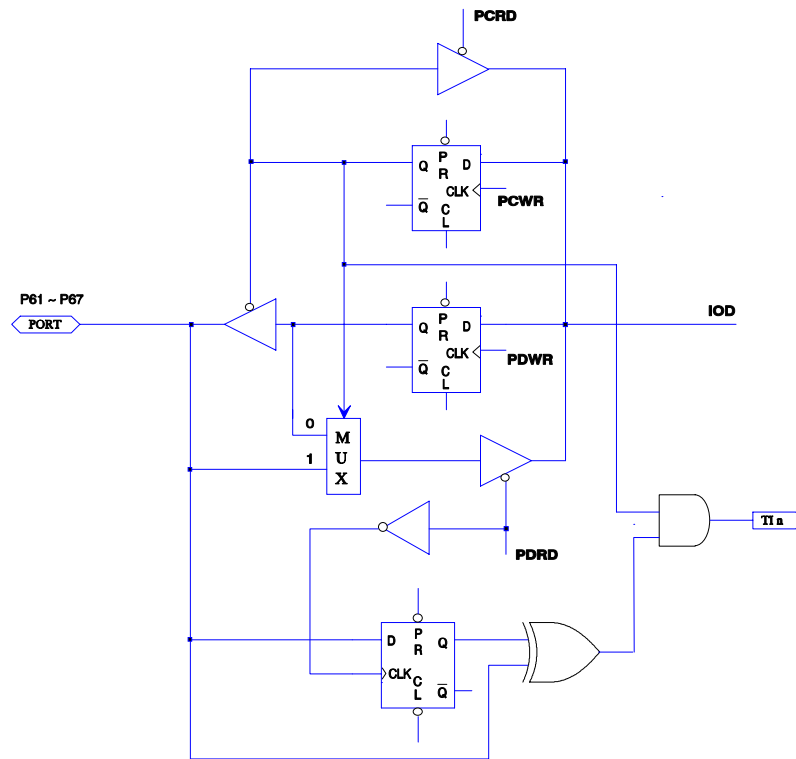 PCRD
P
Q R D
CLK
Q̅ C
L
PCWR
P61 ~ P67
PORT
IOD
P
Q R D
CLK
Q̅ C
L
PDWR
0
1
M
U
X
PDRD
TI n
P
D R Q
CLK C
L Q̅